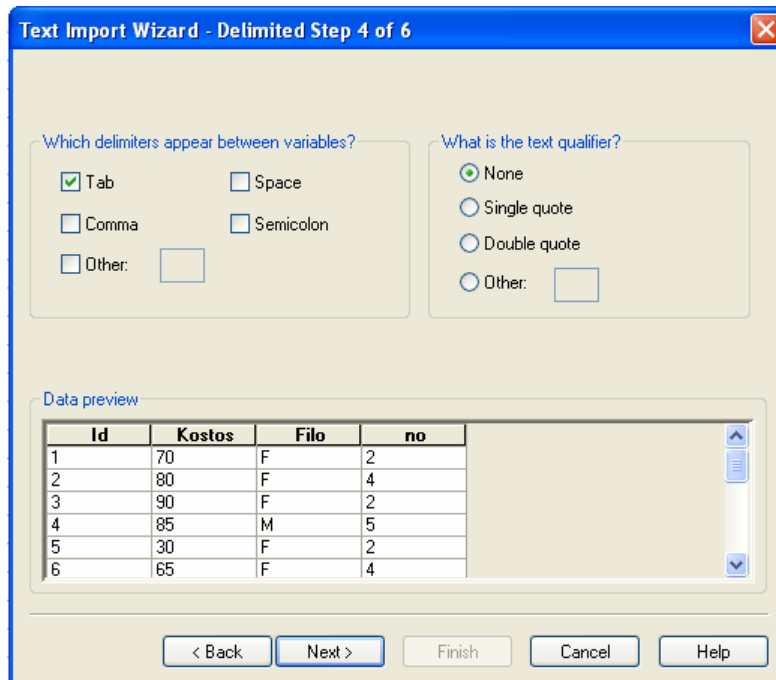 Text Import Wizard - Delimited Step 4 of 6
Which delimiters appear between variables?
Tab
Space
Comma
Semicolon
Other:
What is the text qualifier?
None
Single quote
Double quote
Other:
Data preview
Id Kostos Filo no
1 70 F 2
2 80 F 4
3 90 F 2
4 85 M 5
5 30 F 2
6 65 F 4
< Back Next > Finish Cancel Help